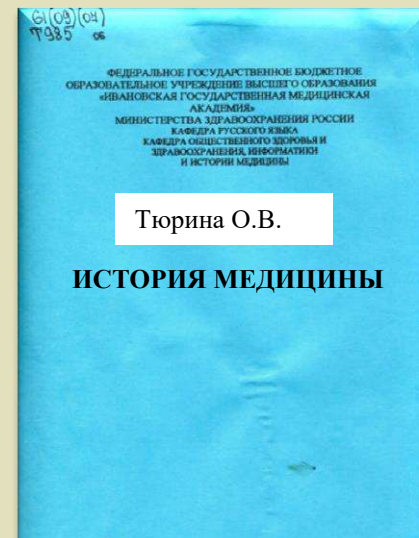 61(09)(04)
Т985 об
ФЕДЕРАЛЬНОЕ ГОСУДАРСТВЕННОЕ БЮДЖЕТНОЕ
ОБРАЗОВАТЕЛЬНОЕ УЧРЕЖДЕНИЕ ВЫСШЕГО ОБРАЗОВАНИЯ
«ИВАНОВСКАЯ ГОСУДАРСТВЕННАЯ МЕДИЦИНСКАЯ
АКАДЕМИЯ»
МИНИСТЕРСТВА ЗДРАВООХРАНЕНИЯ РОССИИ
КАФЕДРА РУССКОГО ЯЗЫКА
КАФЕДРА ОБЩЕСТВЕННОГО ЗДОРОВЬЯ И
ЗДРАВООХРАНЕНИЯ, ИНФОРМАТИКИ
И ИСТОРИИ МЕДИЦИНЫ
Тюрина О.В.
ИСТОРИЯ МЕДИЦИНЫ